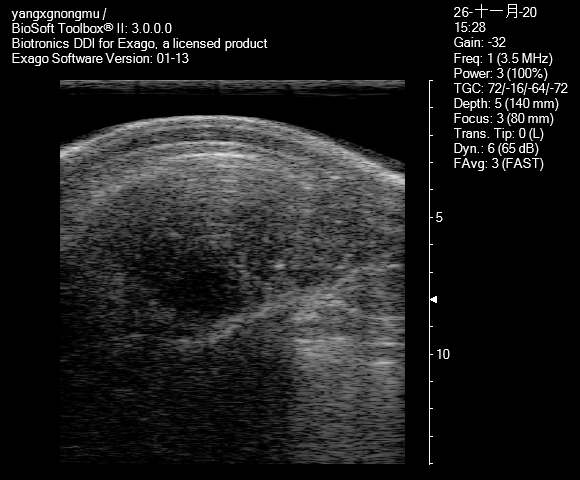 yangxgnongmu /
BioSoft Toolbox® II: 3.0.0.0
Biotronics DDI for Exago, a licensed product
Exago Software Version: 01-13
26-十一月-20
15:28
Gain: -32
Freq: 1 (3.5 MHz)
Power: 3 (100%)
TGC: 72/-16/-64/-72
Depth: 5 (140 mm)
Focus: 3 (80 mm)
Trans. Tip: 0 (L)
Dyn.: 6 (65 dB)
FAvg: 3 (FAST)
5
10